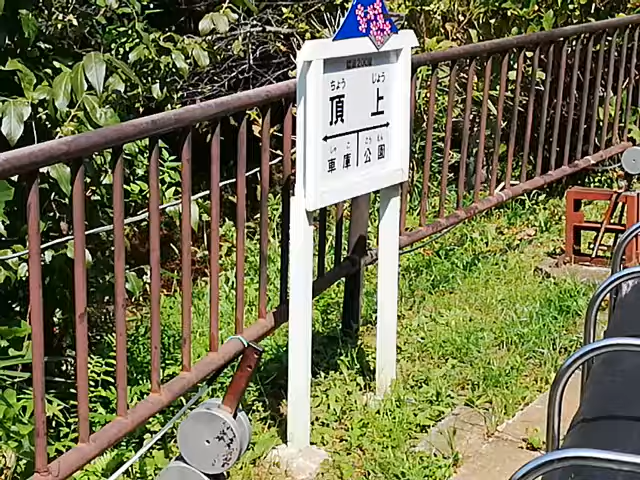 ちょう じょう
頂上
しゃ こ こう えん
車庫 公園